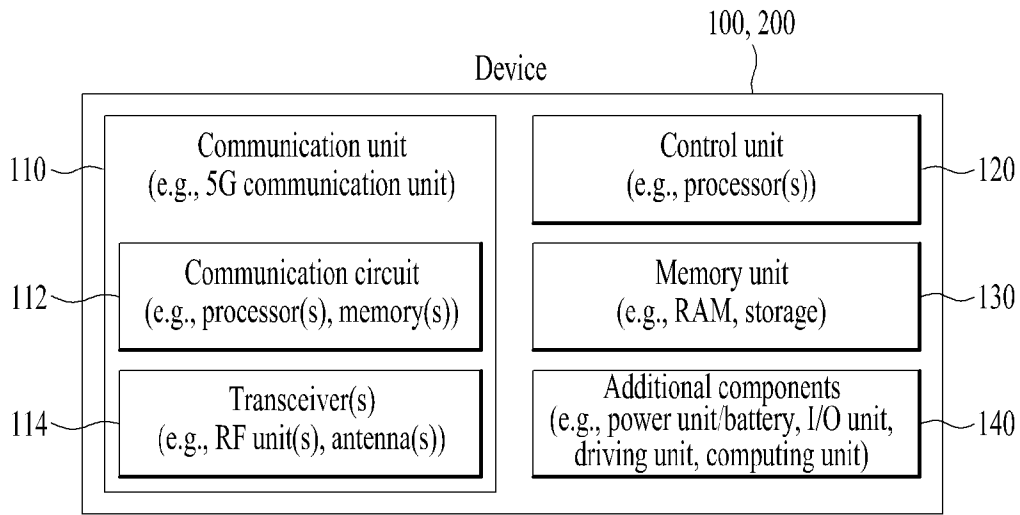 100, 200
Device
110
Communication unit
(e.g., 5G communication unit)
112
Communication circuit
(e.g., processor(s), memory(s))
114
Transceiver(s)
(e.g., RF unit(s), antenna(s))
Control unit
(e.g., processor(s))
120
Memory unit
(e.g., RAM, storage)
130
Additional components
(e.g., power unit/battery, I/O unit,
driving unit, computing unit)
140